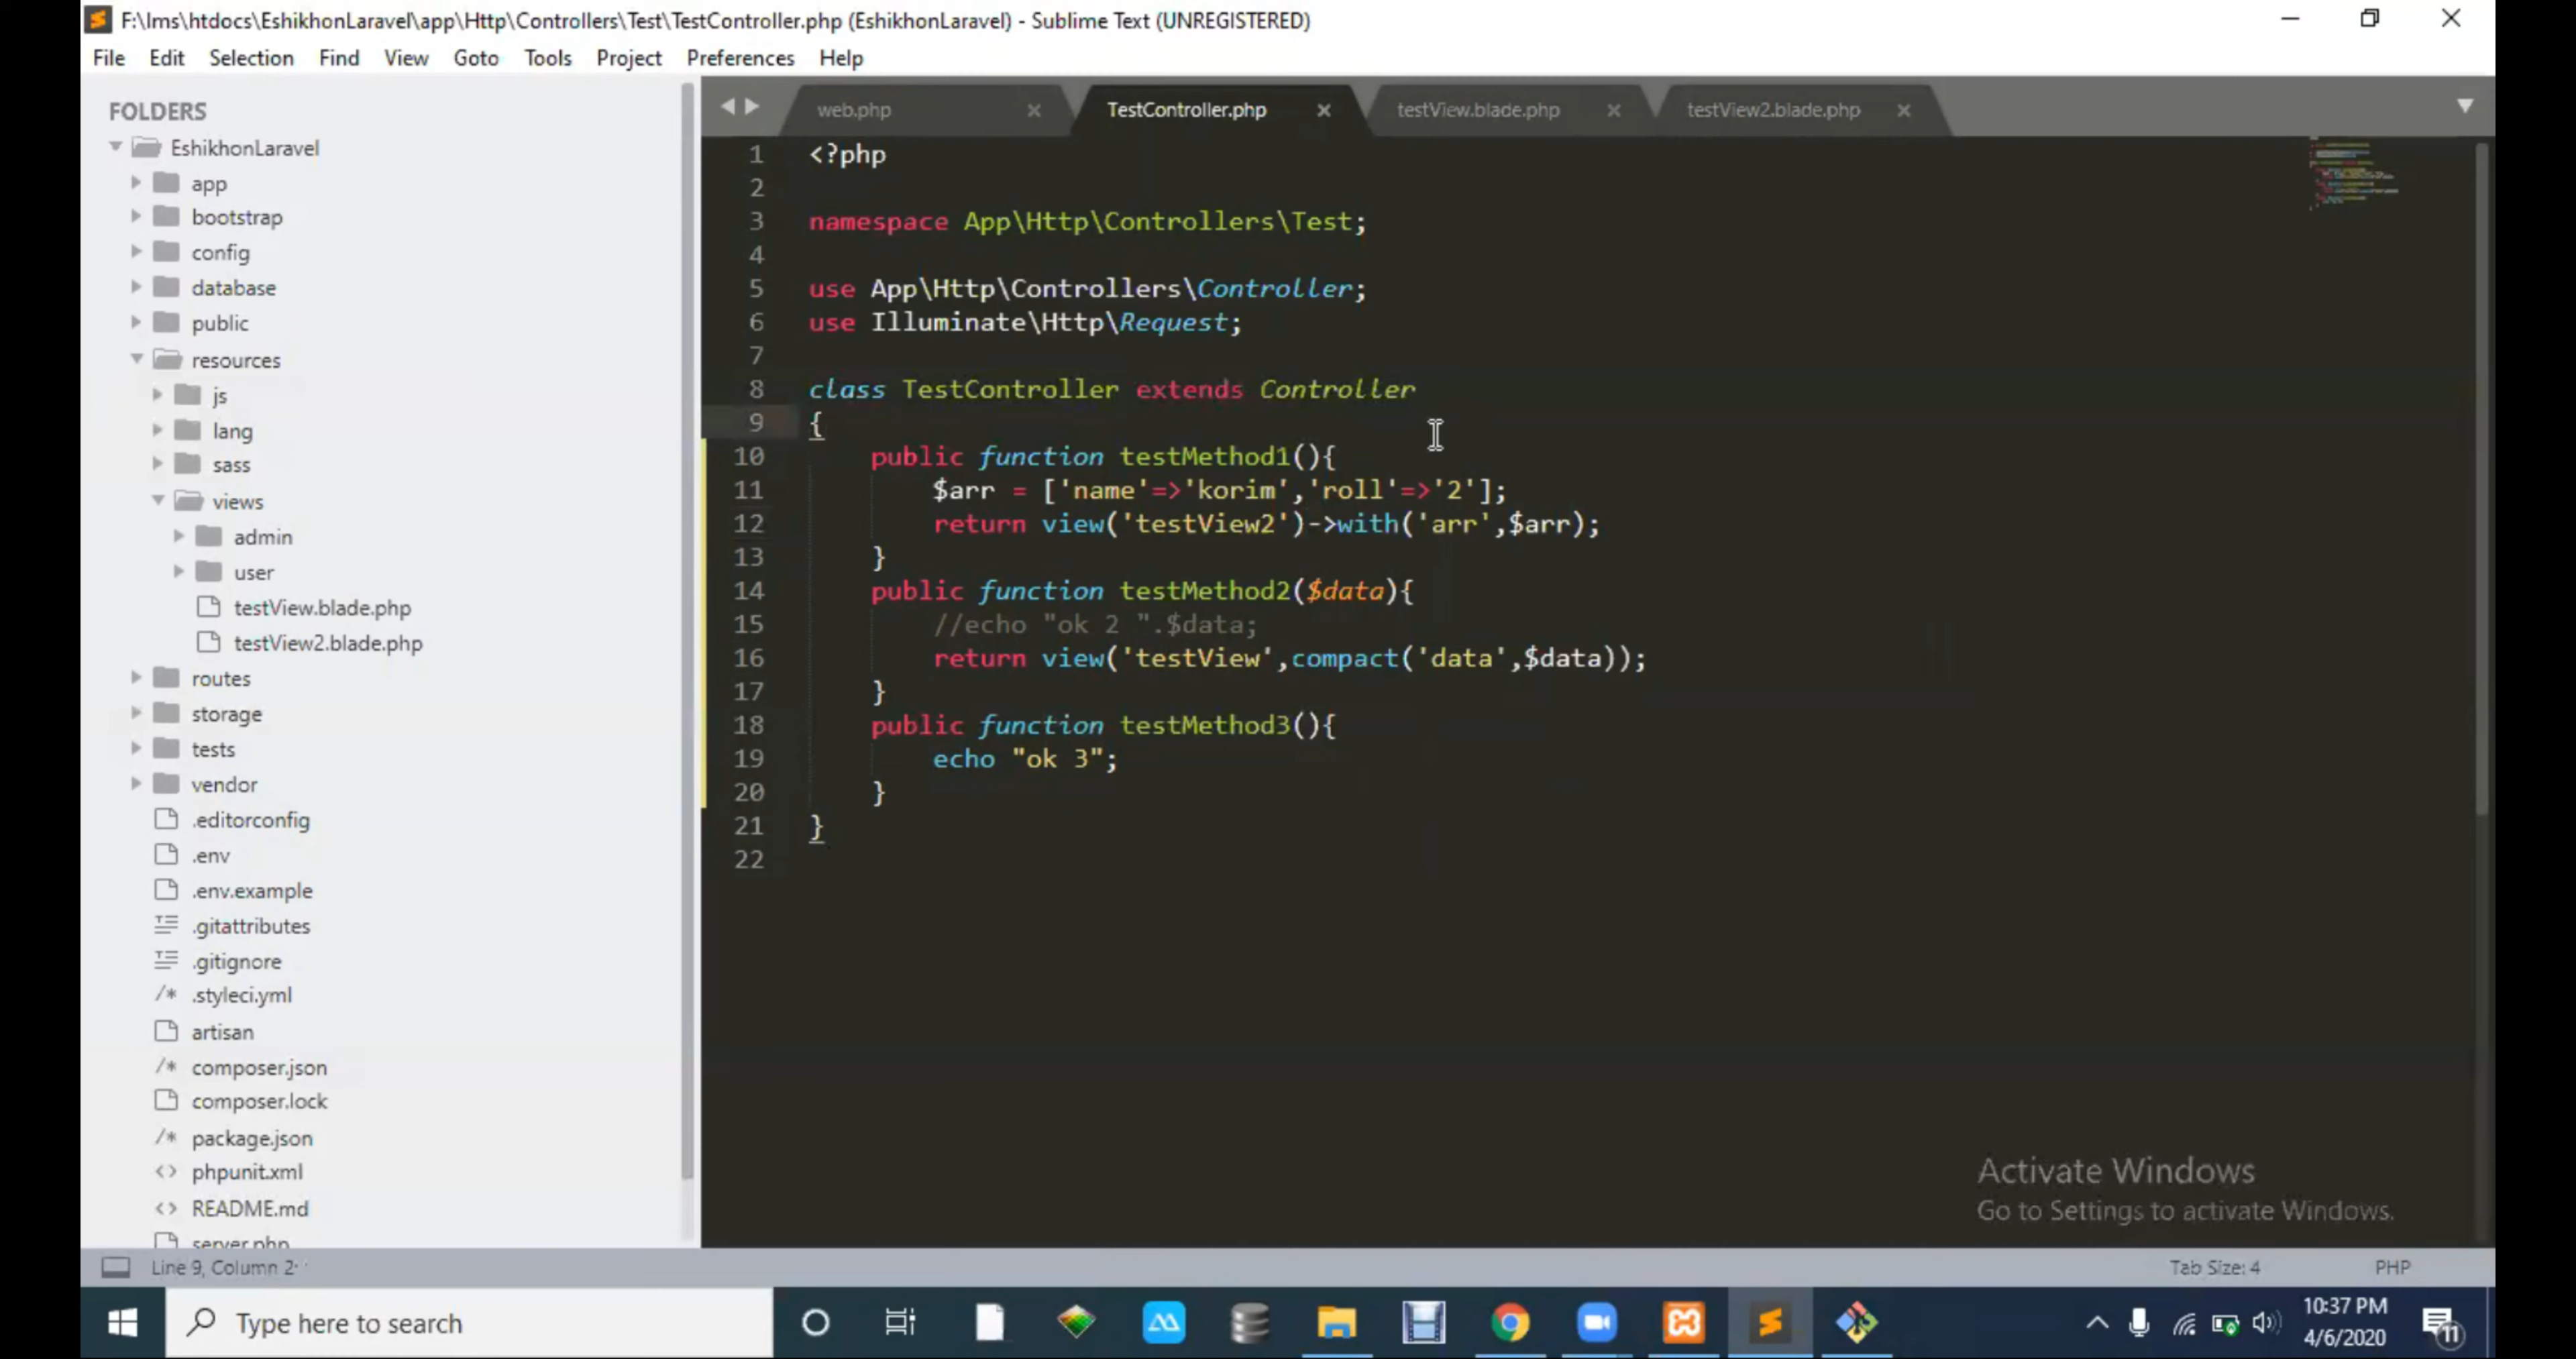 F:\lms\htdocs\EshikhonLaravel\app\Http\Controllers\Test\TestController.php (EshikhonLaravel) - Sublime Text (UNREGISTERED)
File Edit Selection Find View Goto Tools Project Preferences Help
FOLDERS
EshikhonLaravel
app
bootstrap
config
database
public
resources
js
lang
sass
views
admin
user
testView.blade.php
testView2.blade.php
routes
storage
tests
vendor
.editorconfig
.env
.env.example
.gitattributes
.gitignore
.styleci.yml
artisan
composer.json
composer.lock
package.json
phpunit.xml
README.md
server.php
web.php TestController.php testView.blade.php testView2.blade.php
1 <?php
2
3 namespace App\Http\Controllers\Test;
4
5 use App\Http\Controllers\Controller;
6 use Illuminate\Http\Request;
7
8 class TestController extends Controller
9 {
10 public function testMethod1(){
11 $arr = ['name'=>'korim','roll'=>'2'];
12 return view('testView2')->with('arr',$arr);
13 }
14 public function testMethod2($data){
15 //echo "ok 2 ".$data;
16 return view('testView',compact('data',$data));
17 }
18 public function testMethod3(){
19 echo "ok 3";
20 }
21 }
22
Activate Windows
Go to Settings to activate Windows.
Line 9, Column 2
Tab Size: 4 PHP
Type here to search
10:37 PM
4/6/2020
11